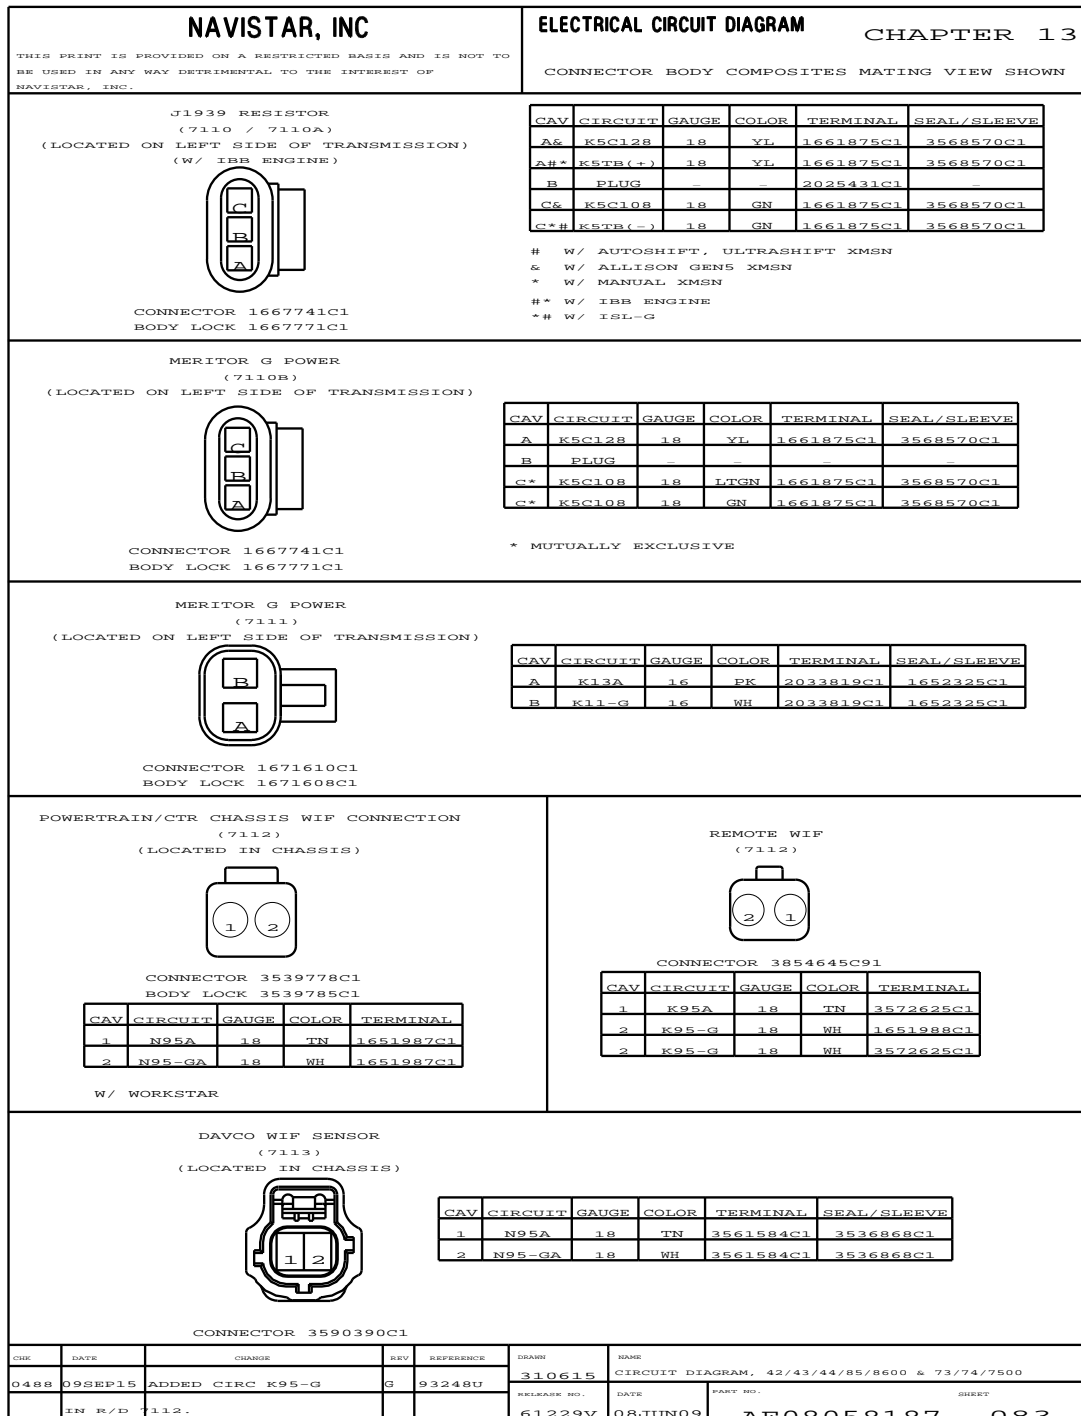 NAVISTAR, INC
THIS PRINT IS PROVIDED ON A RESTRICTED BASIS AND IS NOT TO
BE USED IN ANY WAY DETRIMENTAL TO THE INTEREST OF
NAVISTAR, INC.
ELECTRICAL CIRCUIT DIAGRAM
CHAPTER 13
CONNECTOR BODY COMPOSITES MATING VIEW SHOWN
J1939 RESISTOR
(7110 / 7110A)
(LOCATED ON LEFT SIDE OF TRANSMISSION)
(W/ IBB ENGINE)
C
B
A
CONNECTOR 1667741C1
BODY LOCK 1667771C1
CAV CIRCUIT GAUGE COLOR TERMINAL SEAL/SLEEVE
A& K5C128 18 YL 1661875C1 3568570C1
A#* K5TB(+) 18 YL 1661875C1 3568570C1
B PLUG - - 2025431C1 -
C& K5C108 18 GN 1661875C1 3568570C1
C*# K5TB(-) 18 GN 1661875C1 3568570C1
# W/ AUTOSHIFT, ULTRASHIFT XMSN
& W/ ALLISON GEN5 XMSN
* W/ MANUAL XMSN
#* W/ IBB ENGINE
*# W/ ISL-G
MERITOR G POWER
(7110B)
(LOCATED ON LEFT SIDE OF TRANSMISSION)
C
B
A
CONNECTOR 1667741C1
BODY LOCK 1667771C1
CAV CIRCUIT GAUGE COLOR TERMINAL SEAL/SLEEVE
A K5C128 18 YL 1661875C1 3568570C1
B PLUG - - - -
C* K5C108 18 LTGN 1661875C1 3568570C1
C* K5C108 18 GN 1661875C1 3568570C1
* MUTUALLY EXCLUSIVE
MERITOR G POWER
(7111)
(LOCATED ON LEFT SIDE OF TRANSMISSION)
B
A
CONNECTOR 1671610C1
BODY LOCK 1671608C1
CAV CIRCUIT GAUGE COLOR TERMINAL SEAL/SLEEVE
A K13A 16 PK 2033819C1 1652325C1
B K11-G 16 WH 2033819C1 1652325C1
POWERTRAIN/CTR CHASSIS WIF CONNECTION
(7112)
(LOCATED IN CHASSIS)
1 2
CONNECTOR 3539778C1
BODY LOCK 3539785C1
CAV CIRCUIT GAUGE COLOR TERMINAL
1 N95A 18 TN 1651987C1
2 N95-GA 18 WH 1651987C1
W/ WORKSTAR
REMOTE WIF
(7112)
2 1
CONNECTOR 3854645C91
CAV CIRCUIT GAUGE COLOR TERMINAL
1 K95A 18 TN 3572625C1
2 K95-G 18 WH 1651988C1
2 K95-G 18 WH 3572625C1
DAVCO WIF SENSOR
(7113)
(LOCATED IN CHASSIS)
1 2
CONNECTOR 3590390C1
CAV CIRCUIT GAUGE COLOR TERMINAL SEAL/SLEEVE
1 N95A 18 TN 3561584C1 3536868C1
2 N95-GA 18 WH 3561584C1 3536868C1
CHK DATE CHANGE REV REFERENCE
0488 09SEP15 ADDED CIRC K95-G G 93248U
IN R/D 7112.
DRAWN
310615
NAME
CIRCUIT DIAGRAM, 42/43/44/85/8600 & 73/74/7500
RELEASE NO.
61229V
DATE
08JUN09
PART NO.
AF08058187
SHEET
083